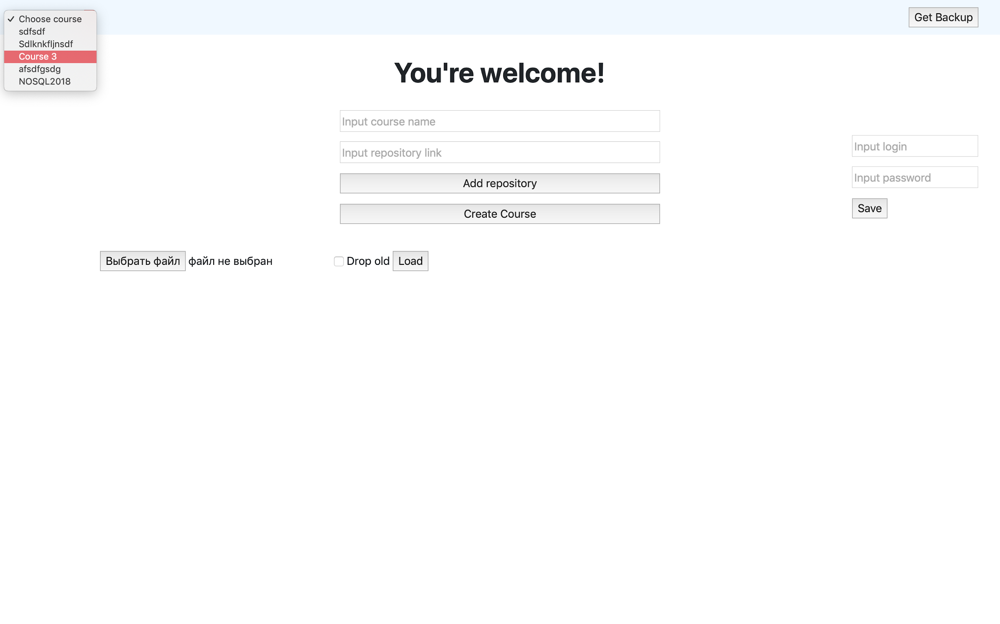 Choose course
sdfsdf
Sdlknkfljnsdf
Course 3
afsdfgsdg
NOSQL2018
Get Backup
You're welcome!
Input course name
Input repository link
Add repository
Create Course
Input login
Input password
Save
Выбрать файл файл не выбран
Drop old Load